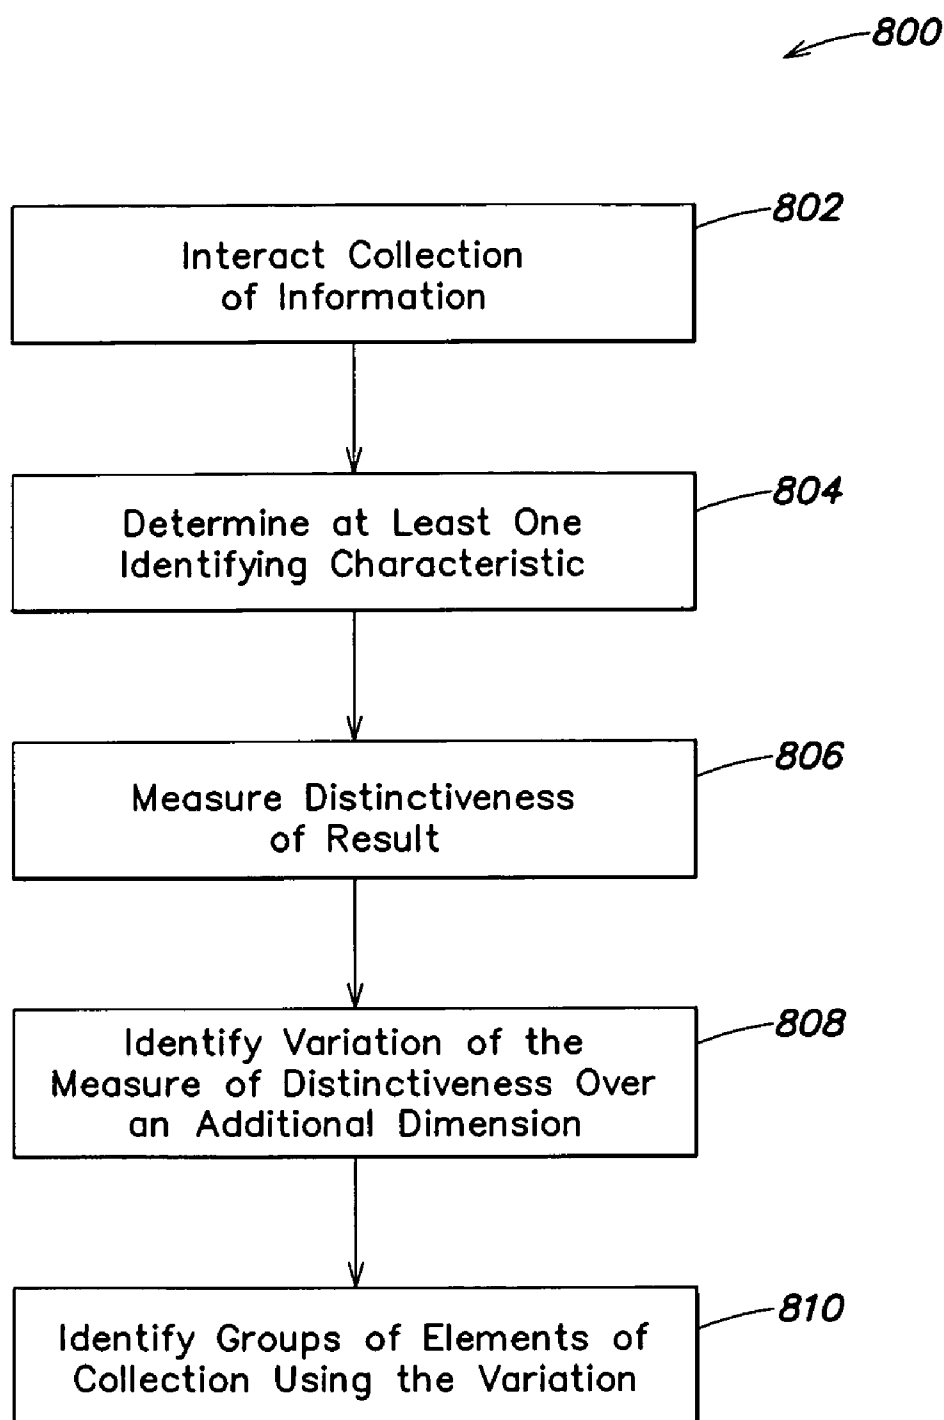 800
802
Interact Collection
of Information
804
Determine at Least One
Identifying Characteristic
806
Measure Distinctiveness
of Result
808
Identify Variation of the
Measure of Distinctiveness Over
an Additional Dimension
810
Identify Groups of Elements of
Collection Using the Variation